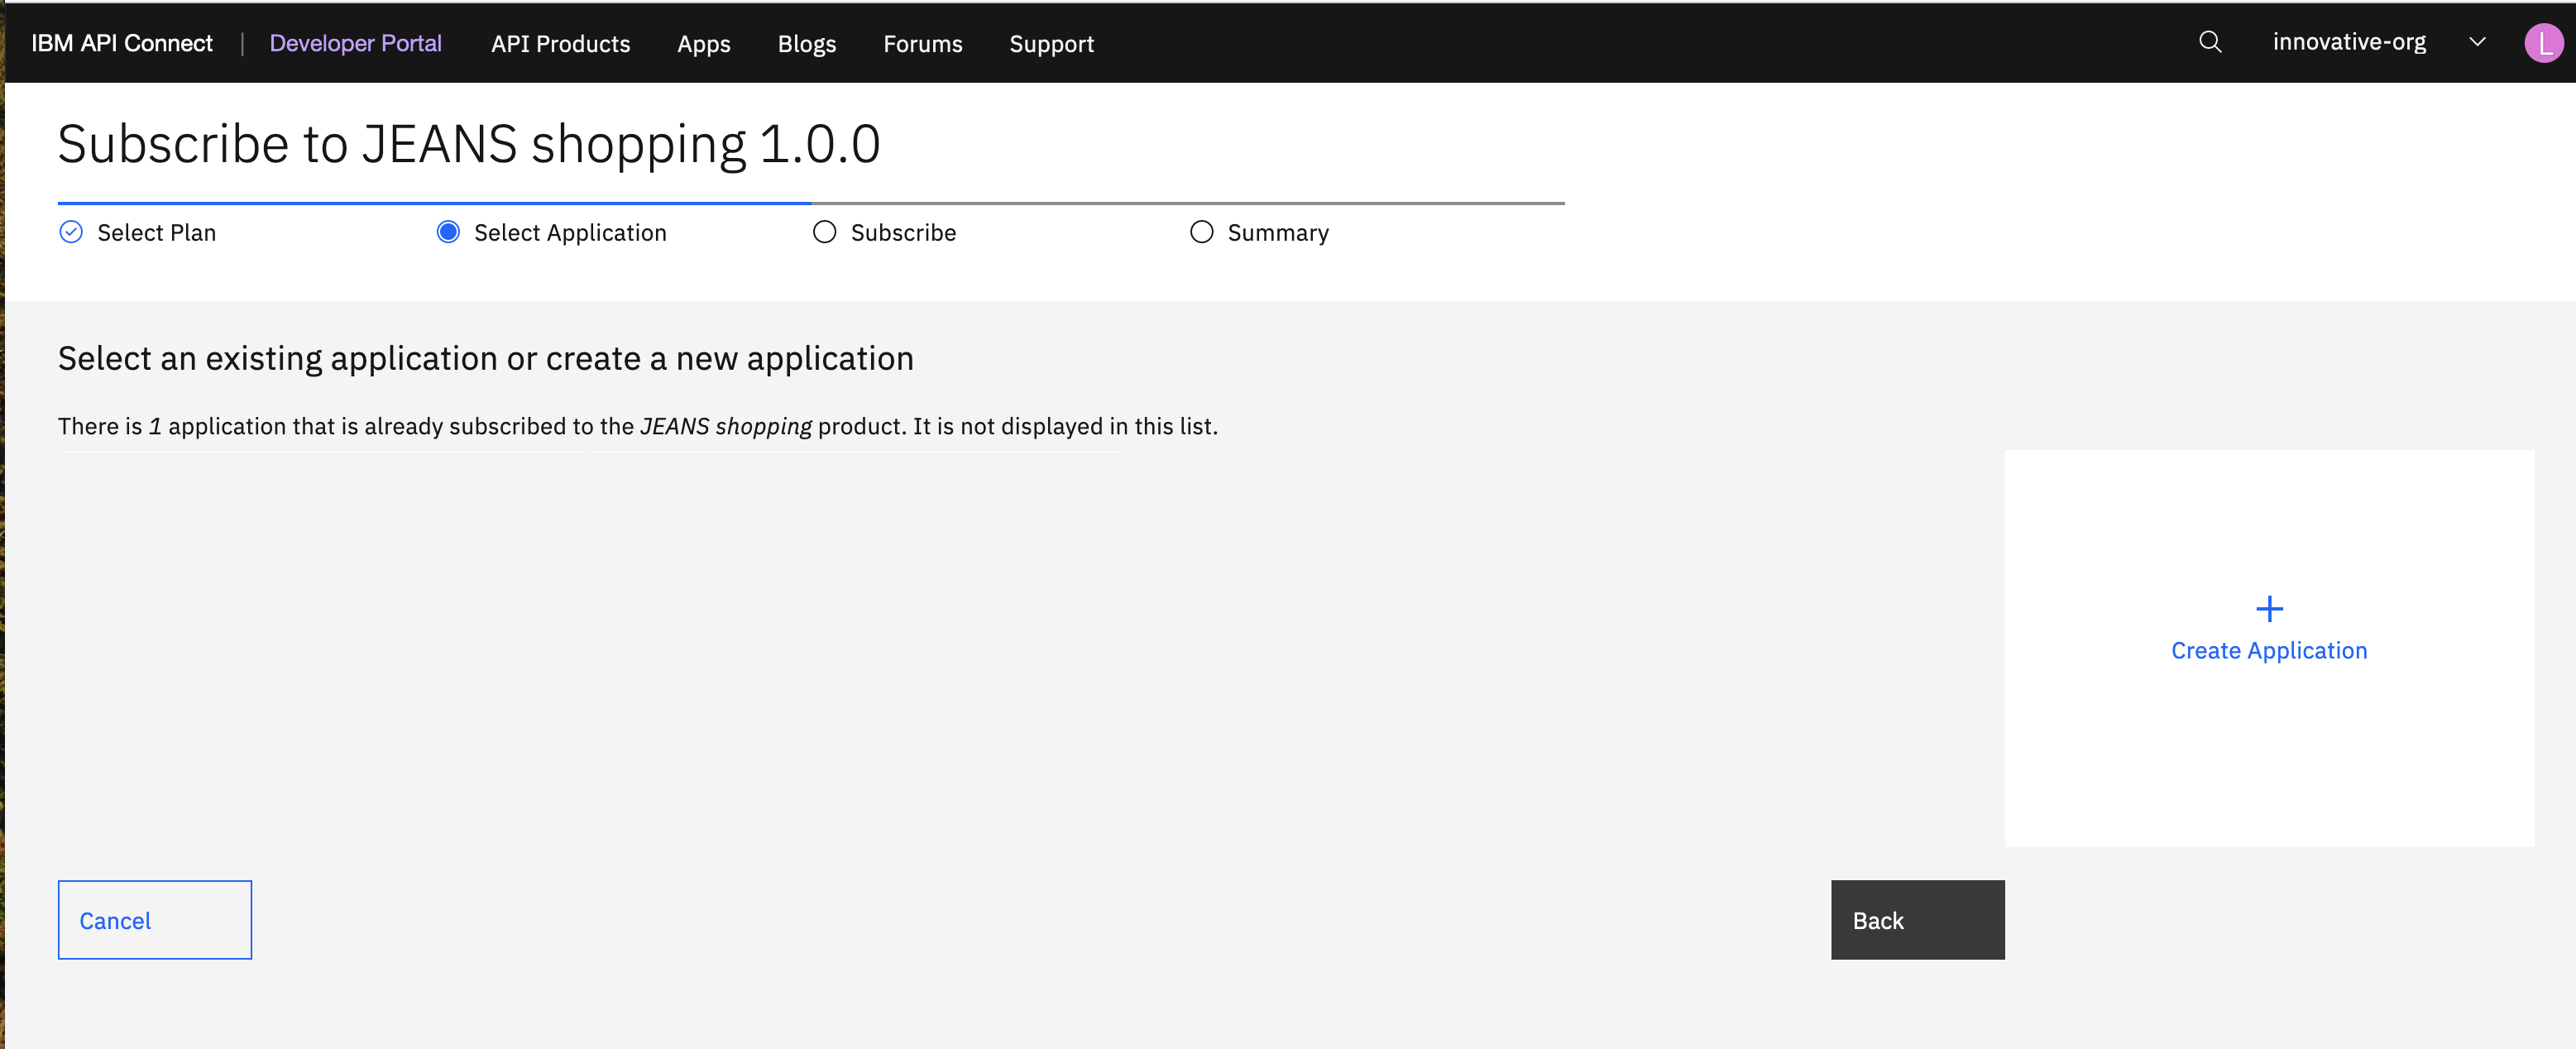 IBM API Connect | Developer Portal API Products Apps Blogs Forums Support innovative-org L
Subscribe to JEANS shopping 1.0.0
Select Plan Select Application Subscribe Summary
Select an existing application or create a new application
There is 1 application that is already subscribed to the JEANS shopping product. It is not displayed in this list.
Create Application
Cancel Back